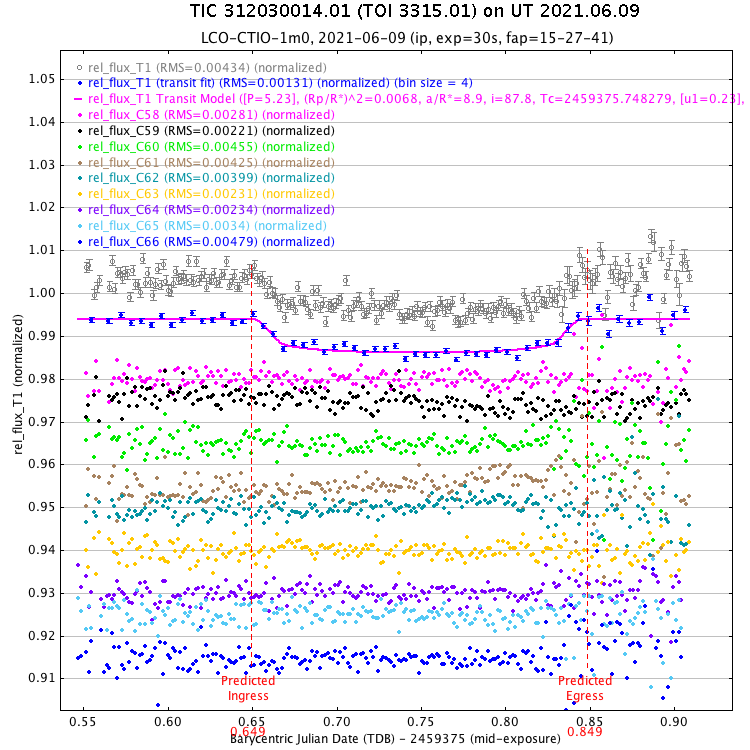 TIC 312030014.01 (TOI 3315.01) on UT 2021.06.09
LCO-CTIO-1m0, 2021-06-09 (ip, exp=30s, fap=15-27-41)
rel_flux_T1 (RMS=0.00434) (normalized)
rel_flux_T1 (transit fit) (RMS=0.00131) (normalized) (bin size = 4)
rel_flux_T1 Transit Model ([P=5.23], (Rp/R*)^2=0.0068, a/R*=8.9, i=87.8, Tc=2459375.748279, [u1=0.23],
rel_flux_C58 (RMS=0.00281) (normalized)
rel_flux_C59 (RMS=0.00221) (normalized)
rel_flux_C60 (RMS=0.00455) (normalized)
rel_flux_C61 (RMS=0.00425) (normalized)
rel_flux_C62 (RMS=0.00399) (normalized)
rel_flux_C63 (RMS=0.00231) (normalized)
rel_flux_C64 (RMS=0.00234) (normalized)
rel_flux_C65 (RMS=0.0034) (normalized)
rel_flux_C66 (RMS=0.00479) (normalized)
rel_flux_T1 (normalized)
1.05
1.04
1.03
1.02
1.01
1.00
0.99
0.98
0.97
0.96
0.95
0.94
0.93
0.92
0.91
Predicted
Ingress
0.649
Predicted
Egress
0.849
0.55 0.60 0.65 0.70 0.75 0.80 0.85 0.90
Barycentric Julian Date (TDB) - 2459375 (mid-exposure)